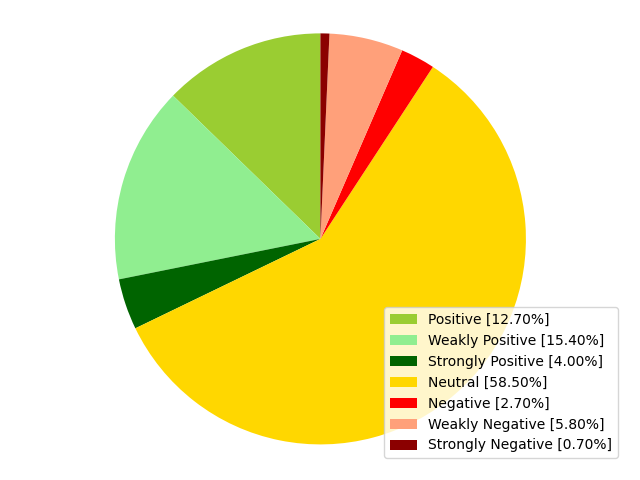 Positive [12.70%]
Weakly Positive [15.40%]
Strongly Positive [4.00%]
Neutral [58.50%]
Negative [2.70%]
Weakly Negative [5.80%]
Strongly Negative [0.70%]